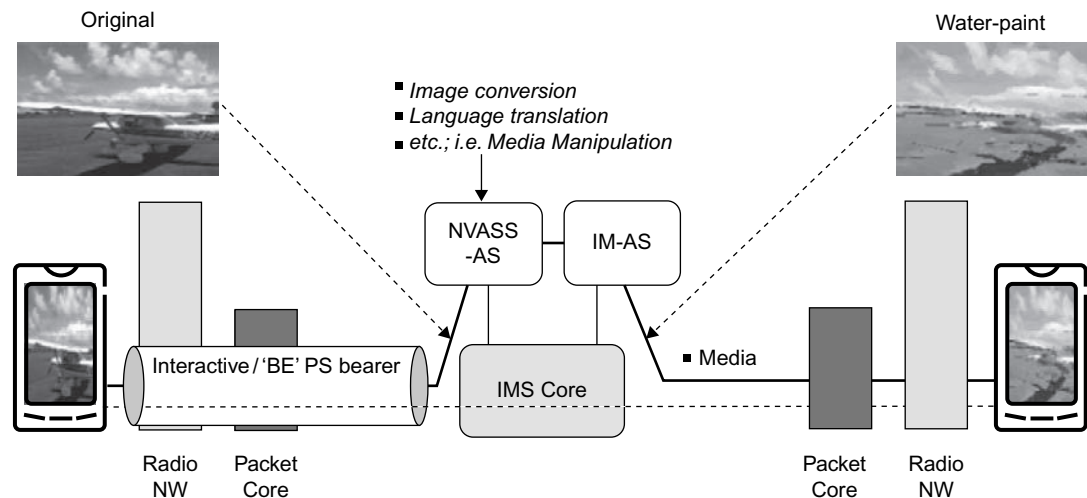 Original
Water-paint
▪ Image conversion
▪ Language translation
▪ etc.; i.e. Media Manipulation
NVASS
-AS
IM-AS
Interactive / ‘BE’ PS bearer
IMS Core
▪ Media
Radio
NW
Packet
Core
Packet
Core
Radio
NW